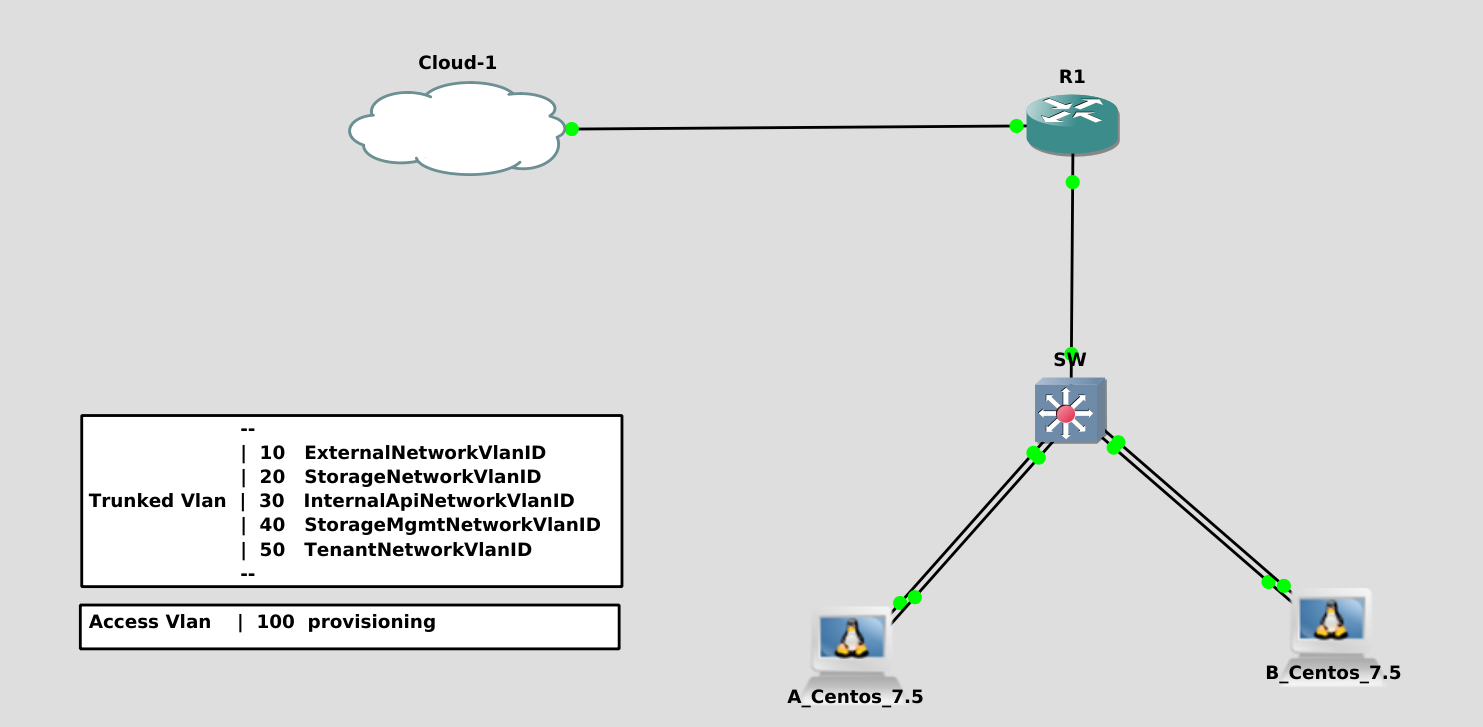 Cloud-1
R1
SW
--
| 10 ExternalNetworkVlanID
| 20 StorageNetworkVlanID
Trunked Vlan | 30 InternalApiNetworkVlanID
| 40 StorageMgmtNetworkVlanID
| 50 TenantNetworkVlanID
--
Access Vlan | 100 provisioning
B_Centos_7.5
A_Centos_7.5